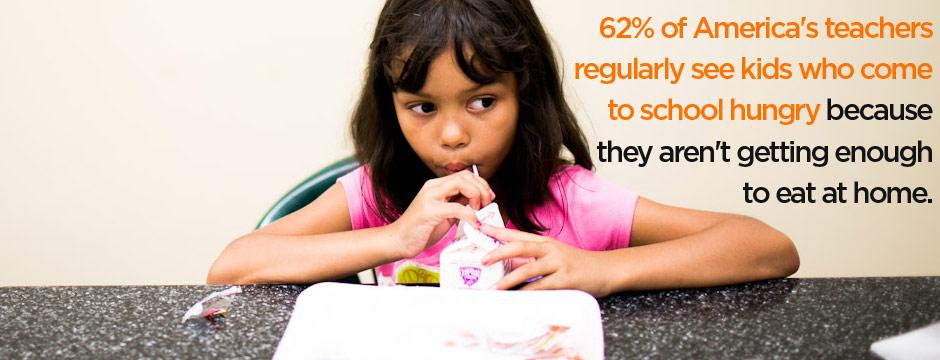 62% of America's teachers
regularly see kids who come
to school hungry because
they aren't getting enough
to eat at home.